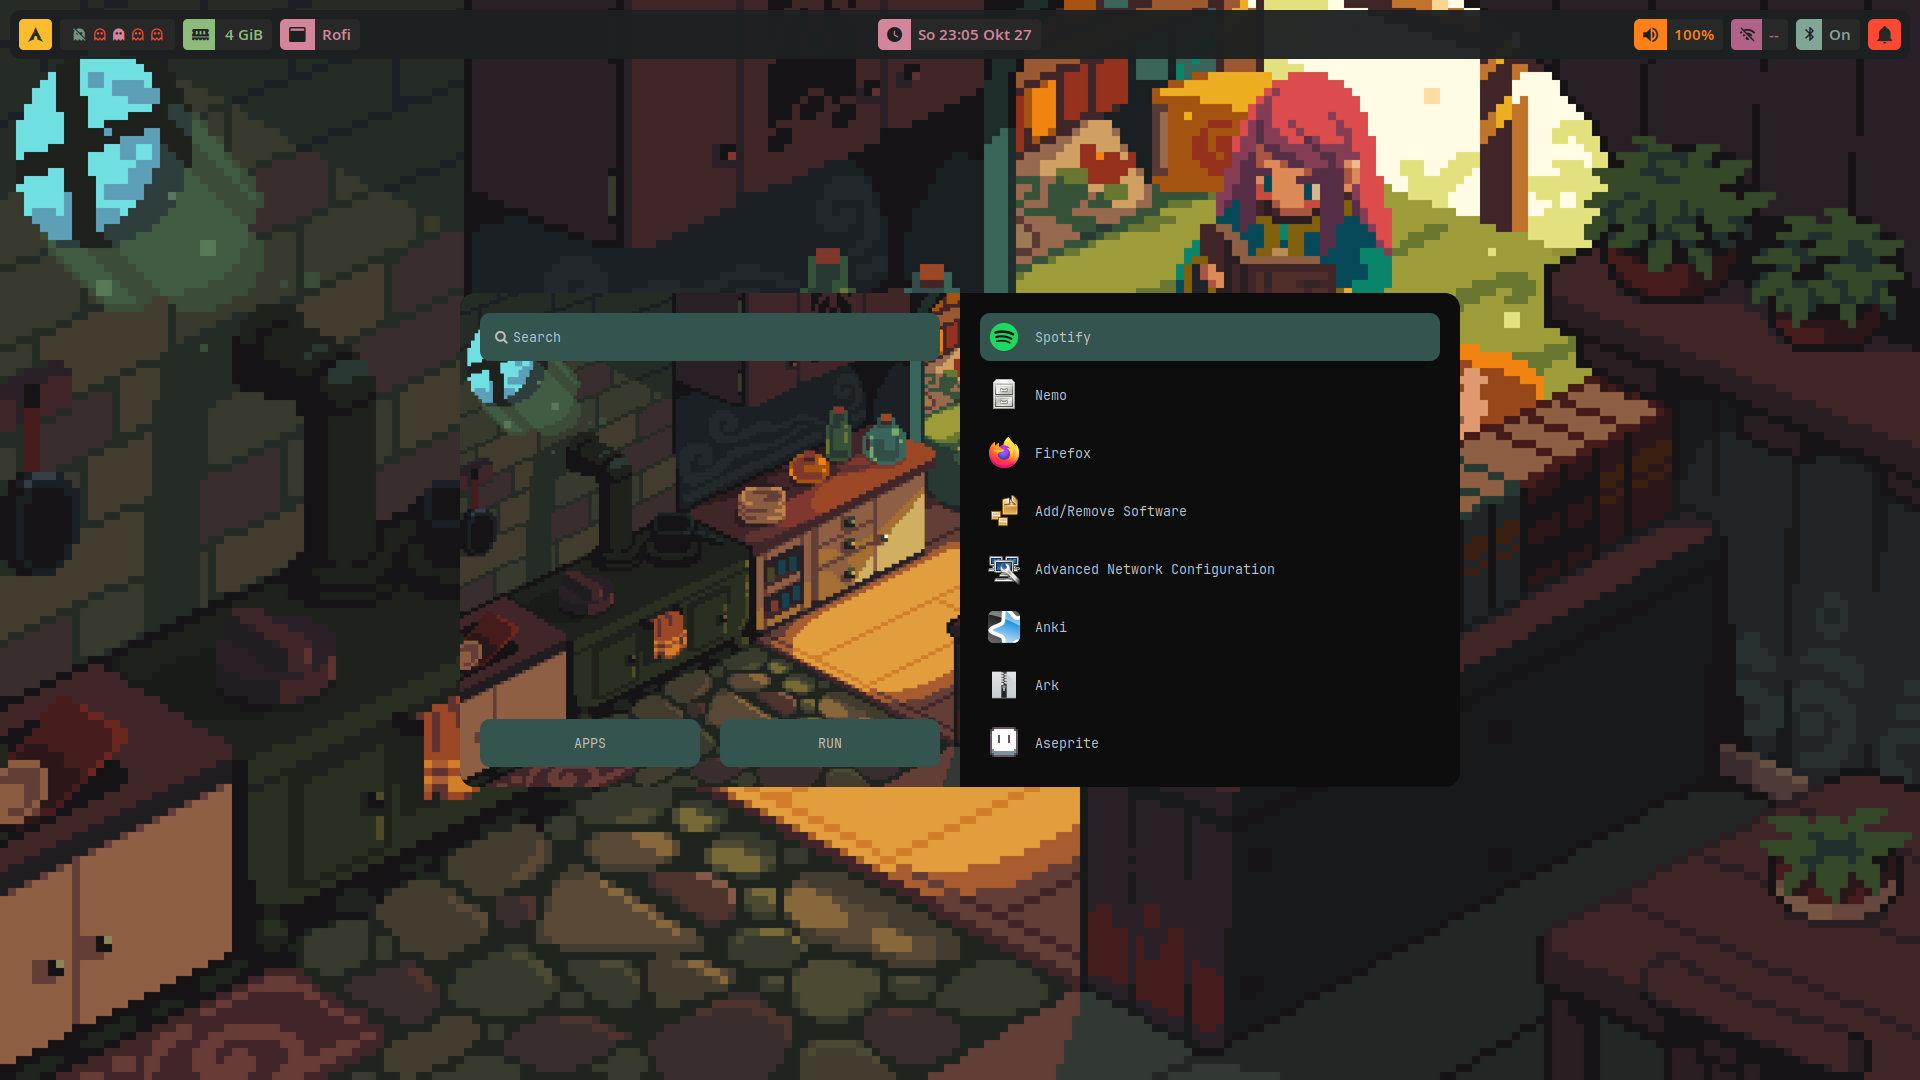 4 GiB
Rofi
So 23:05 Okt 27
100%
--
On
Search
APPS
RUN
Spotify
Nemo
Firefox
Add/Remove Software
Advanced Network Configuration
Anki
Ark
Aseprite